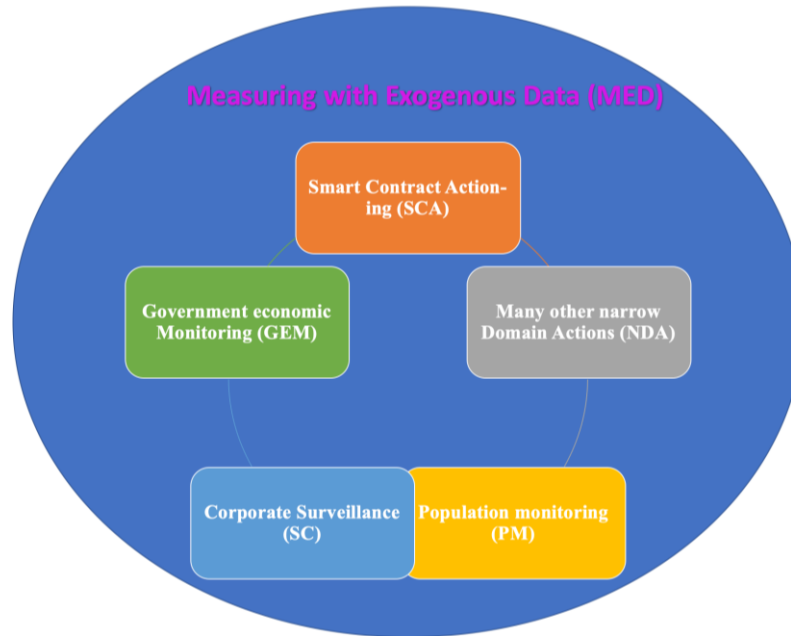 Measuring with Exogenous Data (MED)
Smart Contract Action-
ing (SCA)
Government economic
Monitoring (GEM)
Many other narrow
Domain Actions (NDA)
Corporate Surveillance
(SC)
Population monitoring
(PM)